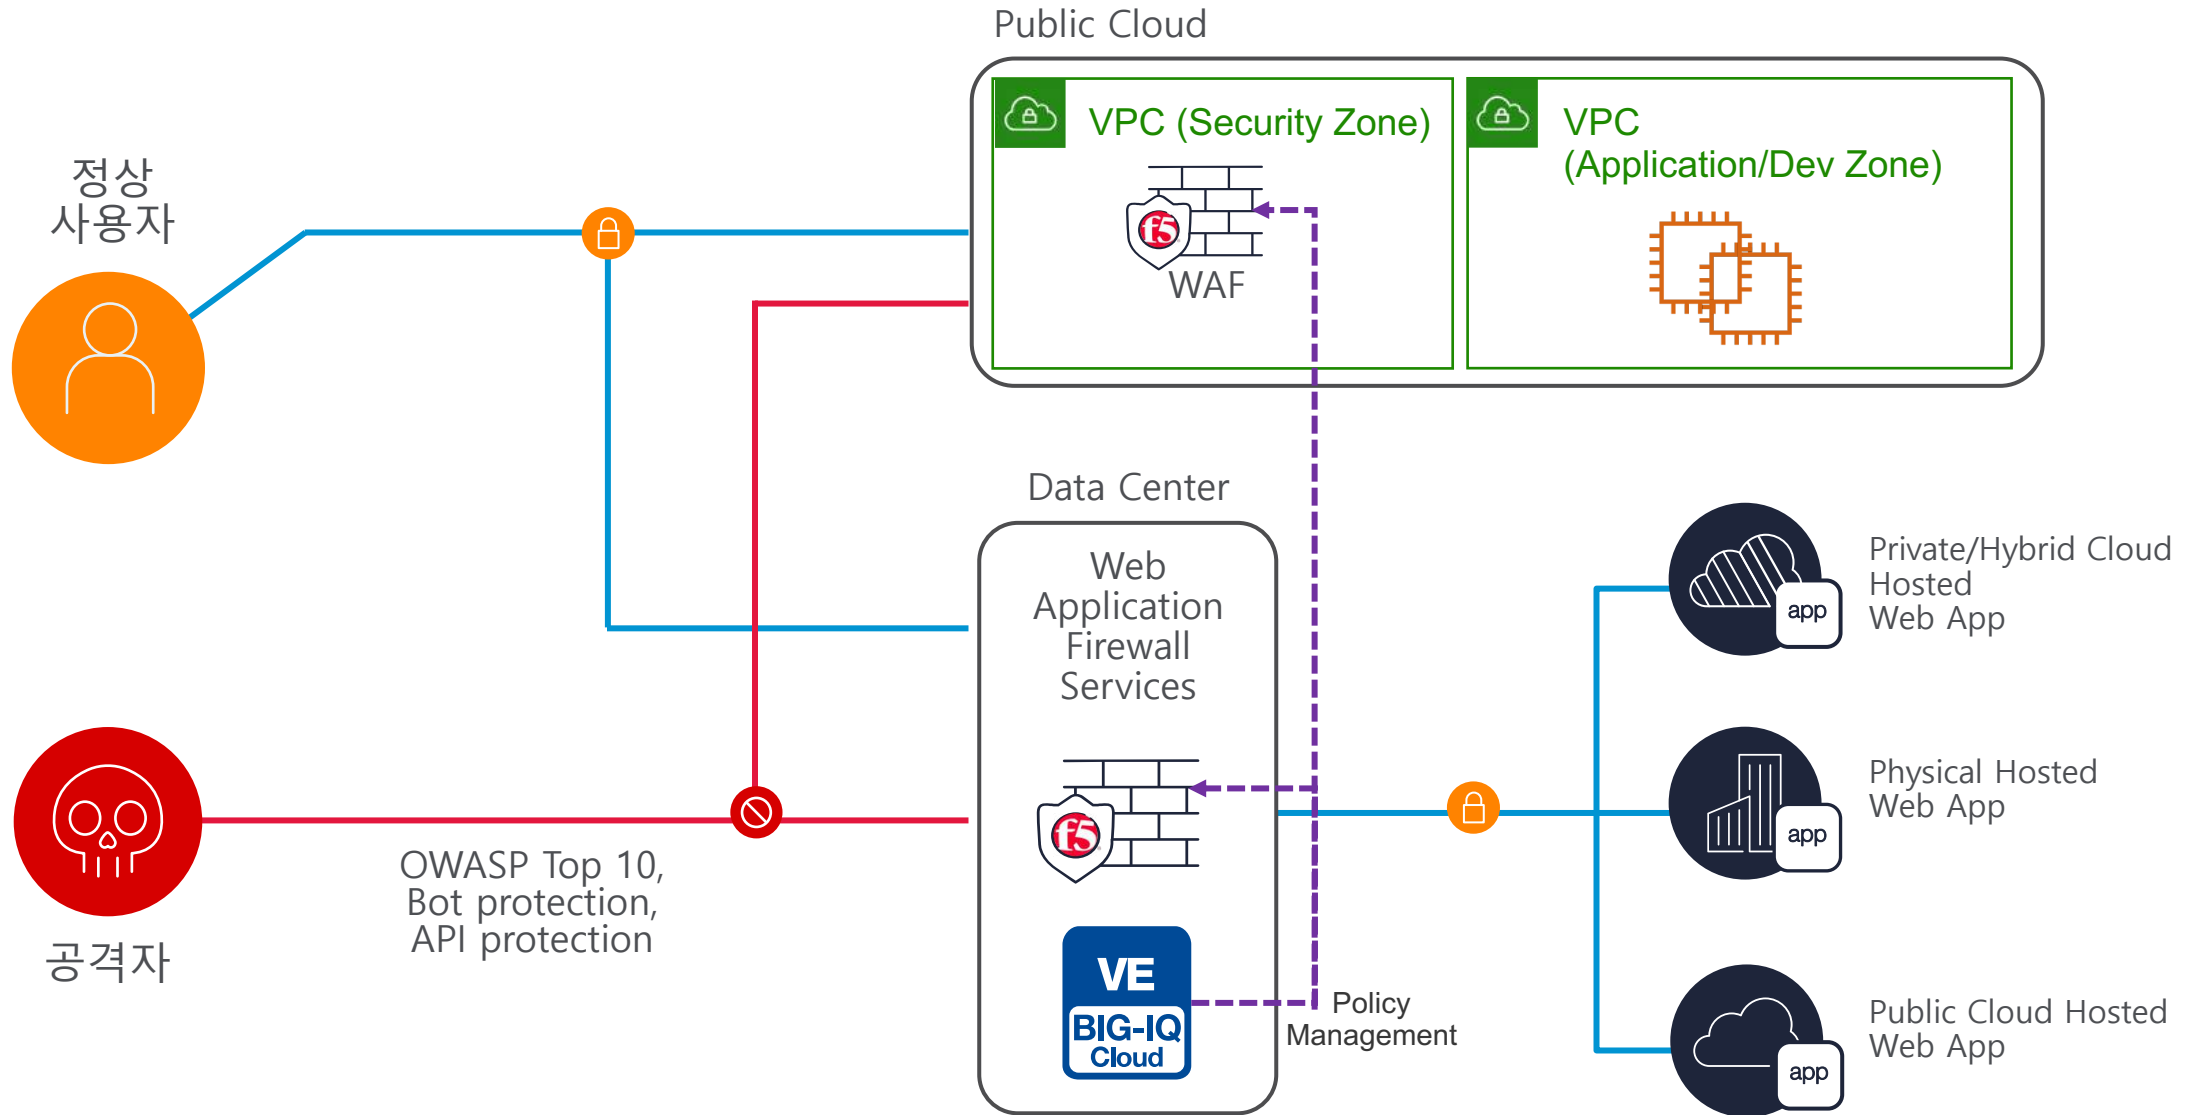 Public Cloud
VPC (Security Zone)
f5
WAF
VPC
(Application/Dev Zone)
정상
사용자
Data Center
Web
Application
Firewall
Services
f5
VE
BIG-IQ
Cloud
Policy
Management
공격자
OWASP Top 10,
Bot protection,
API protection
app
Private/Hybrid Cloud
Hosted
Web App
app
Physical Hosted
Web App
app
Public Cloud Hosted
Web App